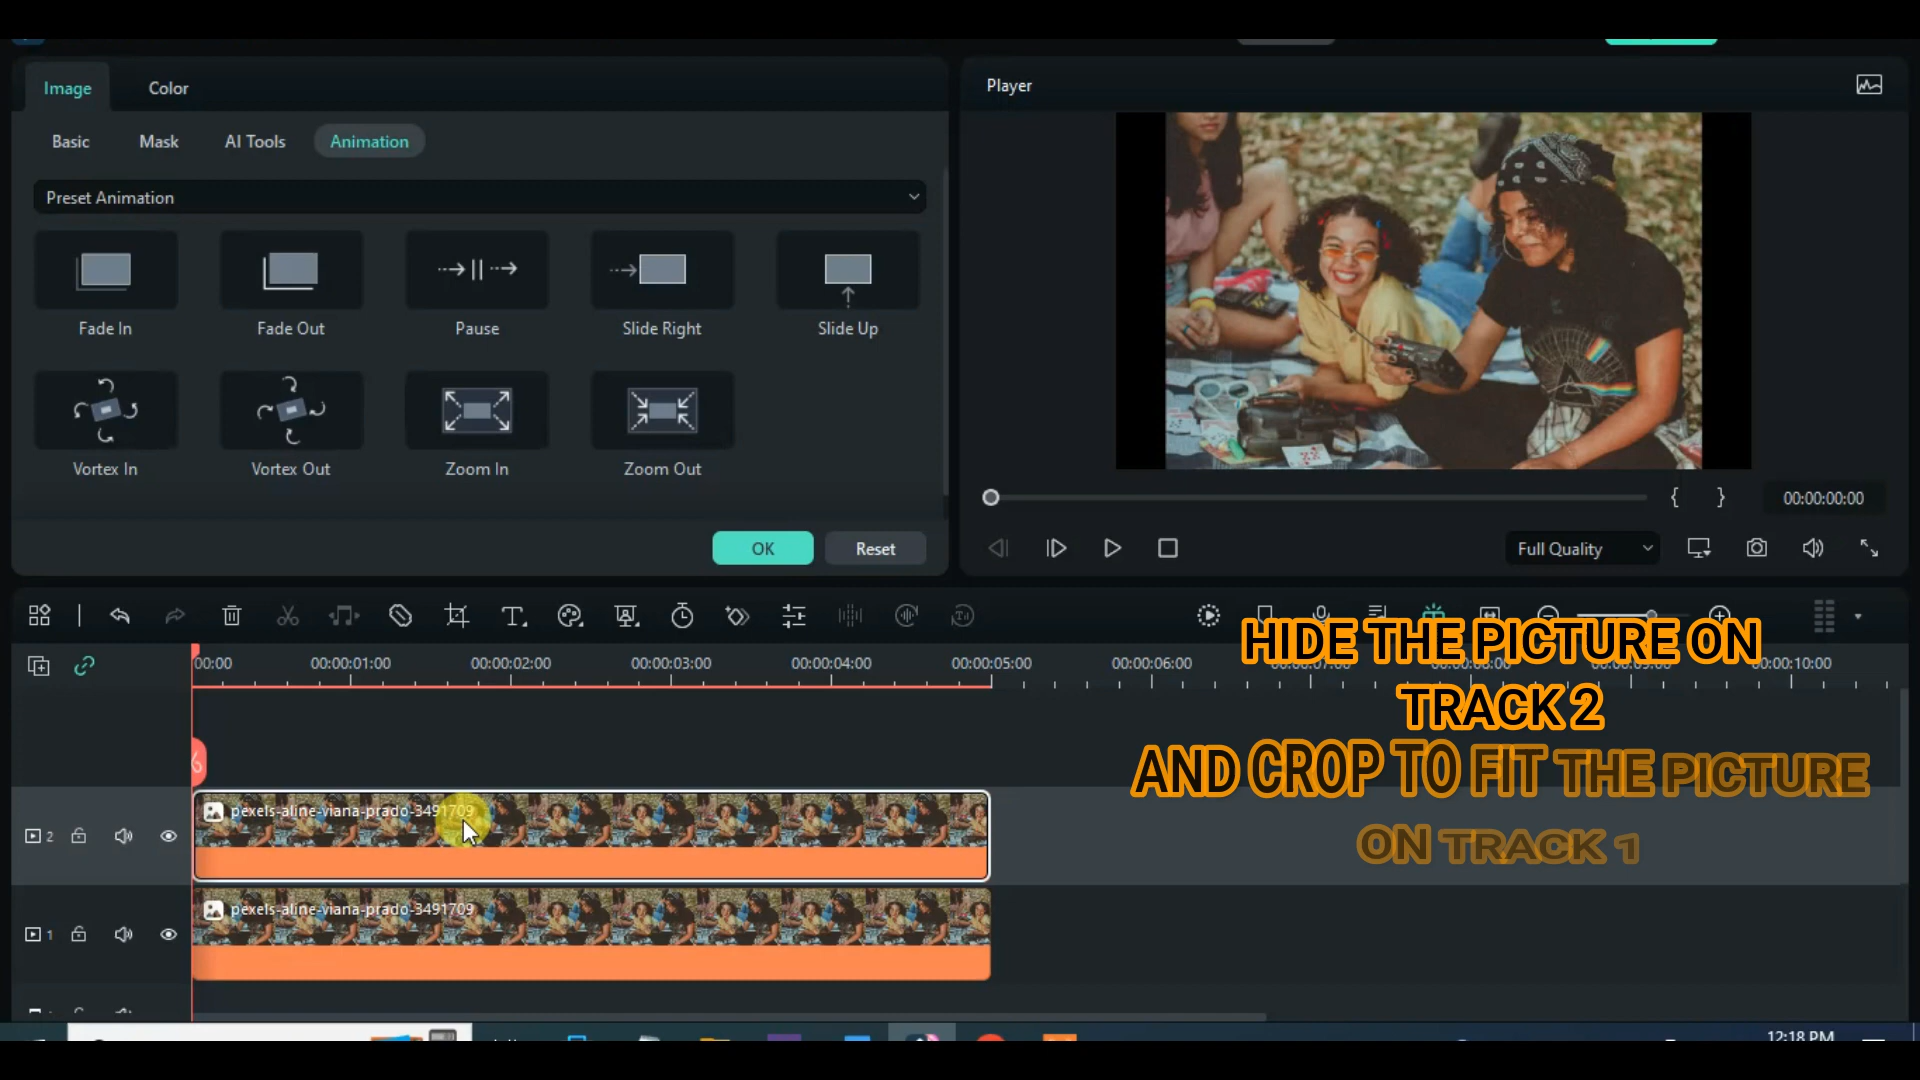 Image
Color
Player
Basic
Mask
AI Tools
Animation
Preset Animation
Fade In
Fade Out
Pause
Slide Right
Slide Up
Vortex In
Vortex Out
Zoom In
Zoom Out
OK
Reset
{ }
00:00:00:00
Full Quality
00:00
00:00:01:00
00:00:02:00
00:00:03:00
00:00:04:00
00:00:05:00
00:00:06:00
00:00:10:00
HIDE THE PICTURE ON
TRACK 2
AND CROP TO FIT THE PICTURE
ON TRACK 1
2
pexels-aline-viana-prado-3491709
1
pexels-aline-viana-prado-3491709
12:18 PM